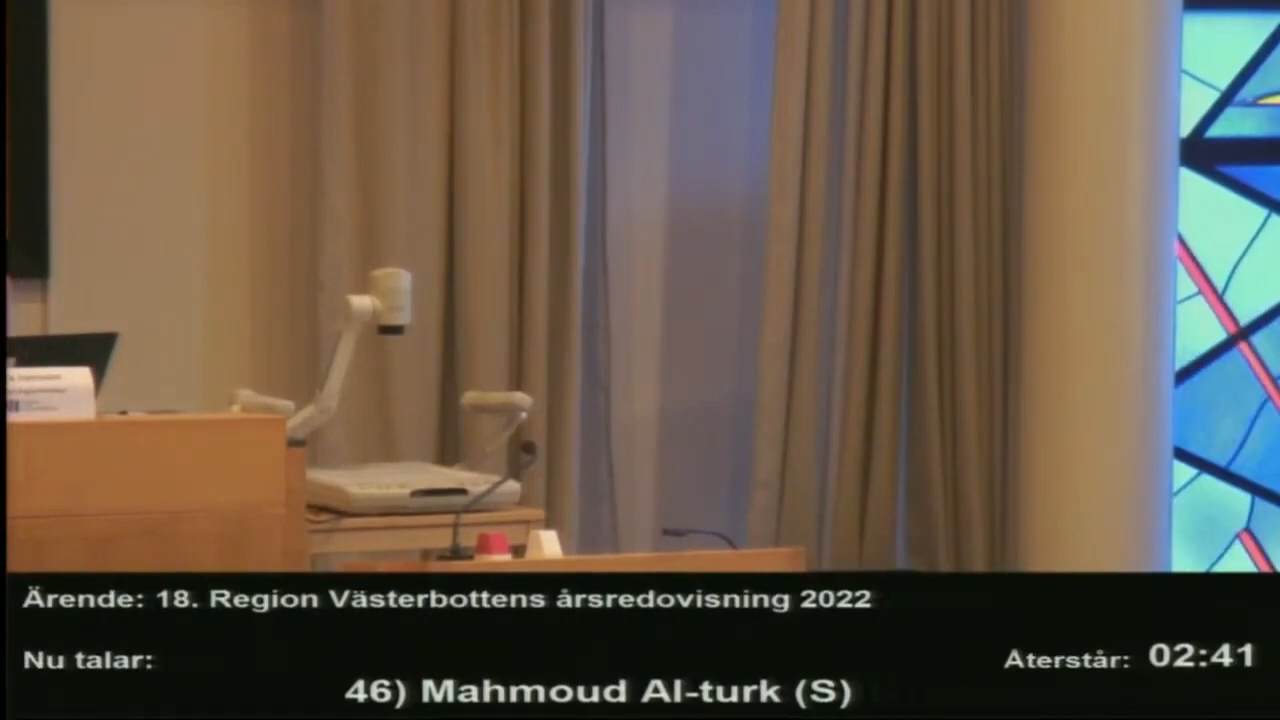 Ärende: 18. Region Västerbottens årsredovisning 2022
Nu talar:
Återstår: 02:41
46) Mahmoud Al-turk (S)